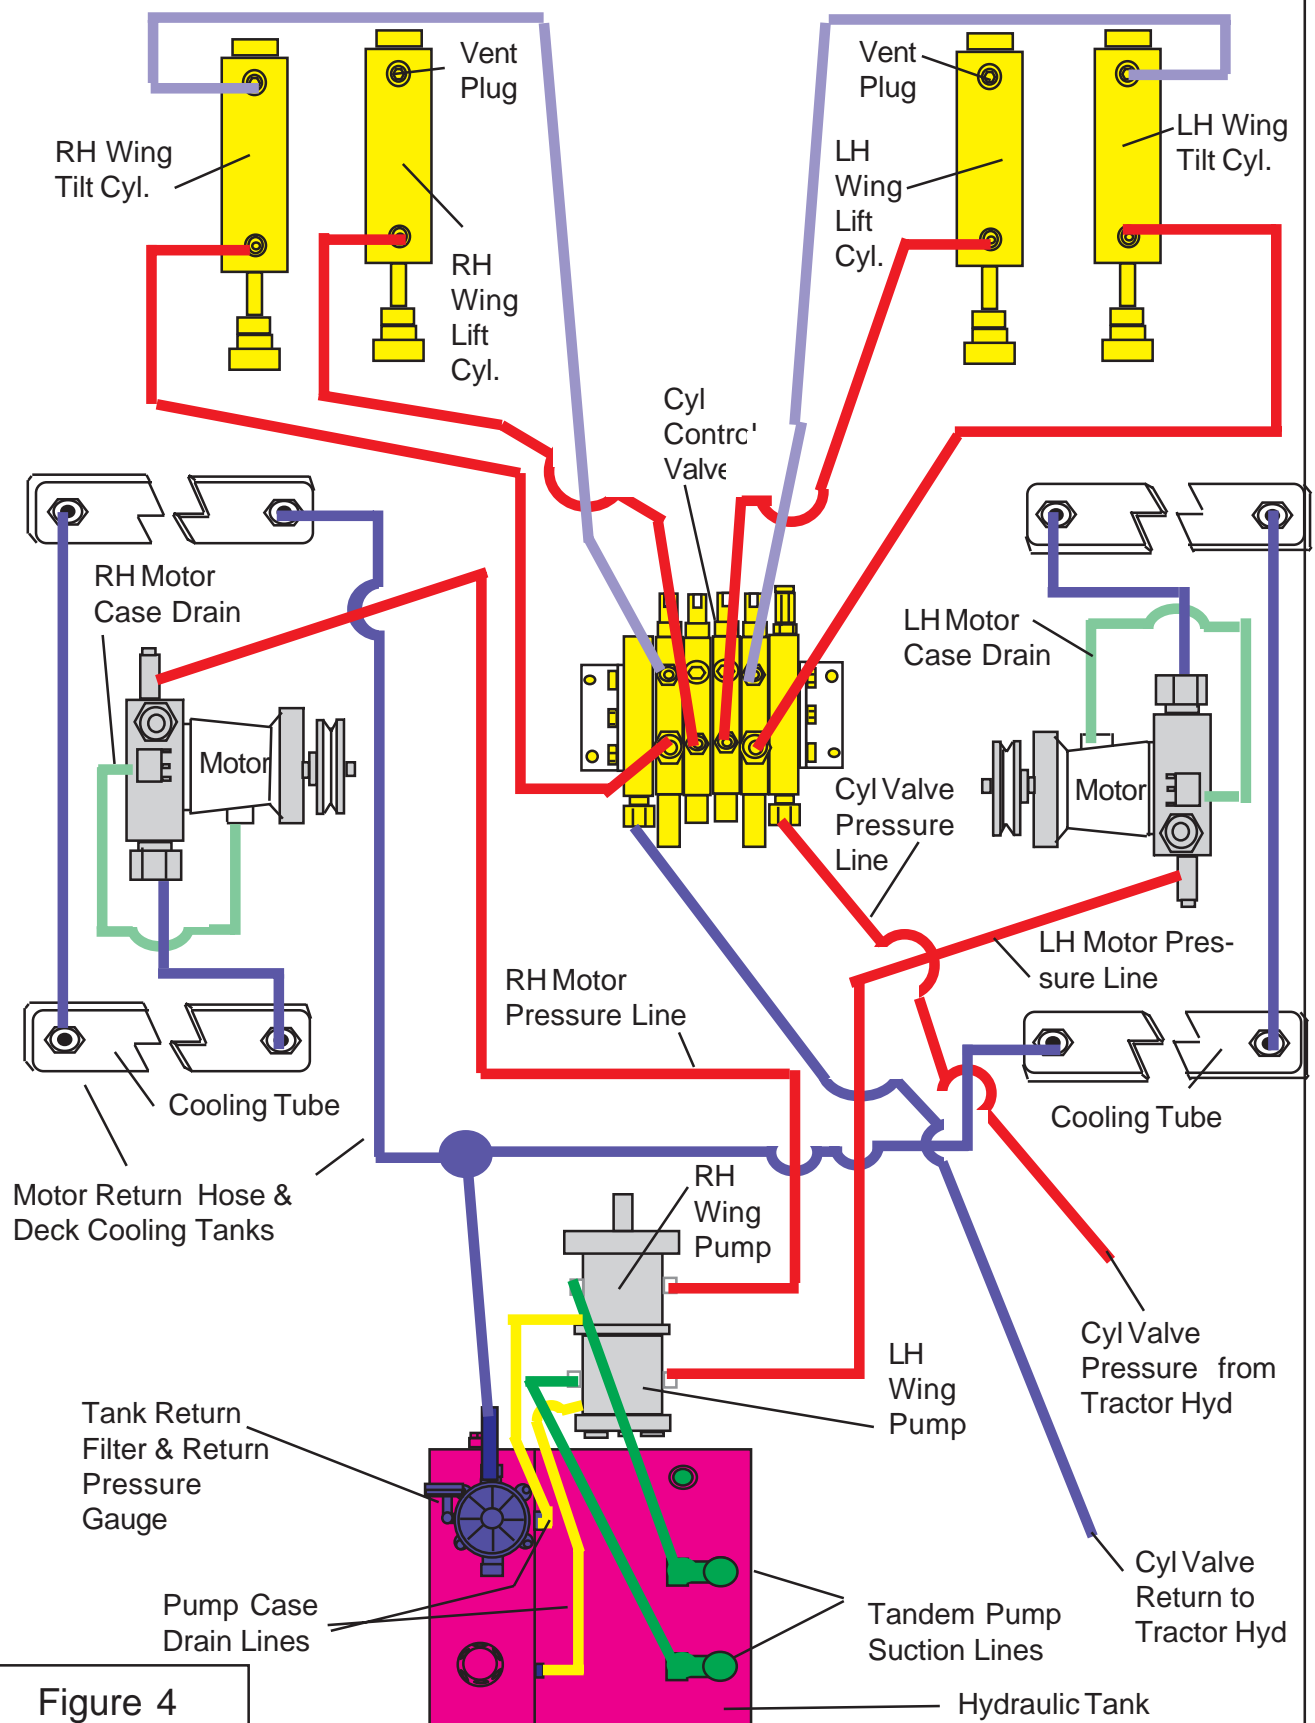 Vent
Plug
Vent
Plug
RH Wing
Tilt Cyl.
LH Wing
Tilt Cyl.
LH
Wing
Lift
Cyl.
RH
Wing
Lift
Cyl.
Cyl
Control
Valve
RH Motor
Case Drain
LH Motor
Case Drain
Motor
Motor
Cyl Valve
Pressure
Line
RH Motor
Pressure Line
LH Motor Pres-
sure Line
Cooling Tube
Cooling Tube
Motor Return Hose &
Deck Cooling Tanks
RH
Wing
Pump
LH
Wing
Pump
Cyl Valve
Pressure from
Tractor Hyd
Tank Return
Filter & Return
Pressure
Gauge
Cyl Valve
Return to
Tractor Hyd
Pump Case
Drain Lines
Tandem Pump
Suction Lines
Hydraulic Tank
Figure 4